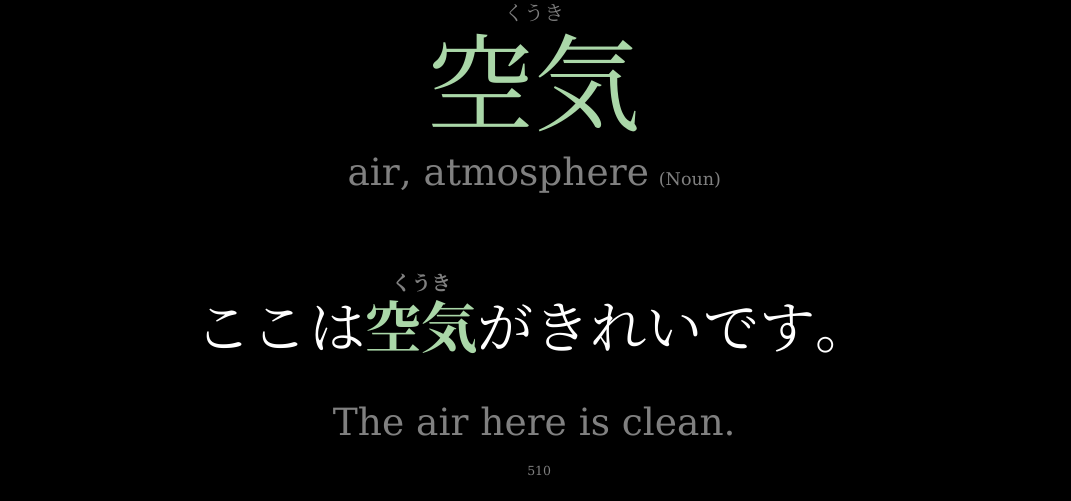 くうき
空気
air, atmosphere (Noun)
くうき
ここは空気がきれいです。
The air here is clean.
510